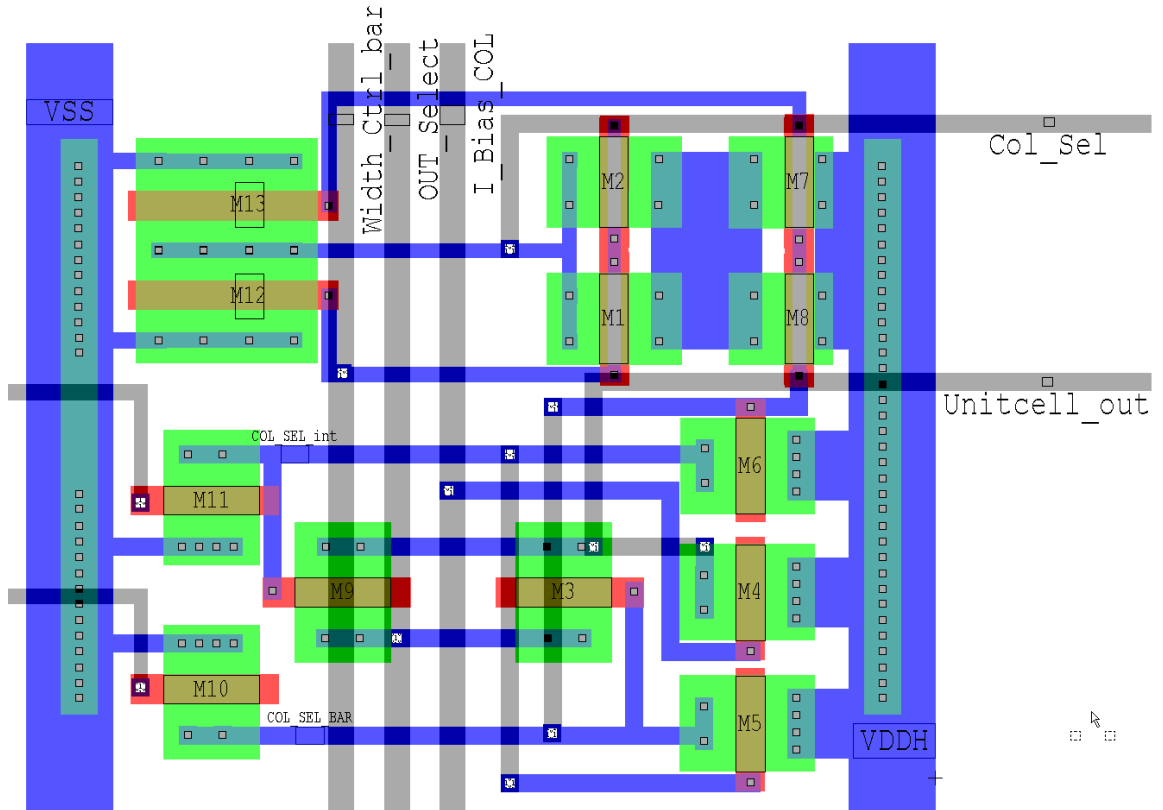 VSS
Width_Ctrl_bar
OUT_Select
I_Bias_COL
Col_Sel
M2
M7
M13
M12
M1
M8
Unitcell_out
COL_SEL_int
M6
M11
M9
M3
M4
M10
COL_SEL_BAR
M5
VDDH